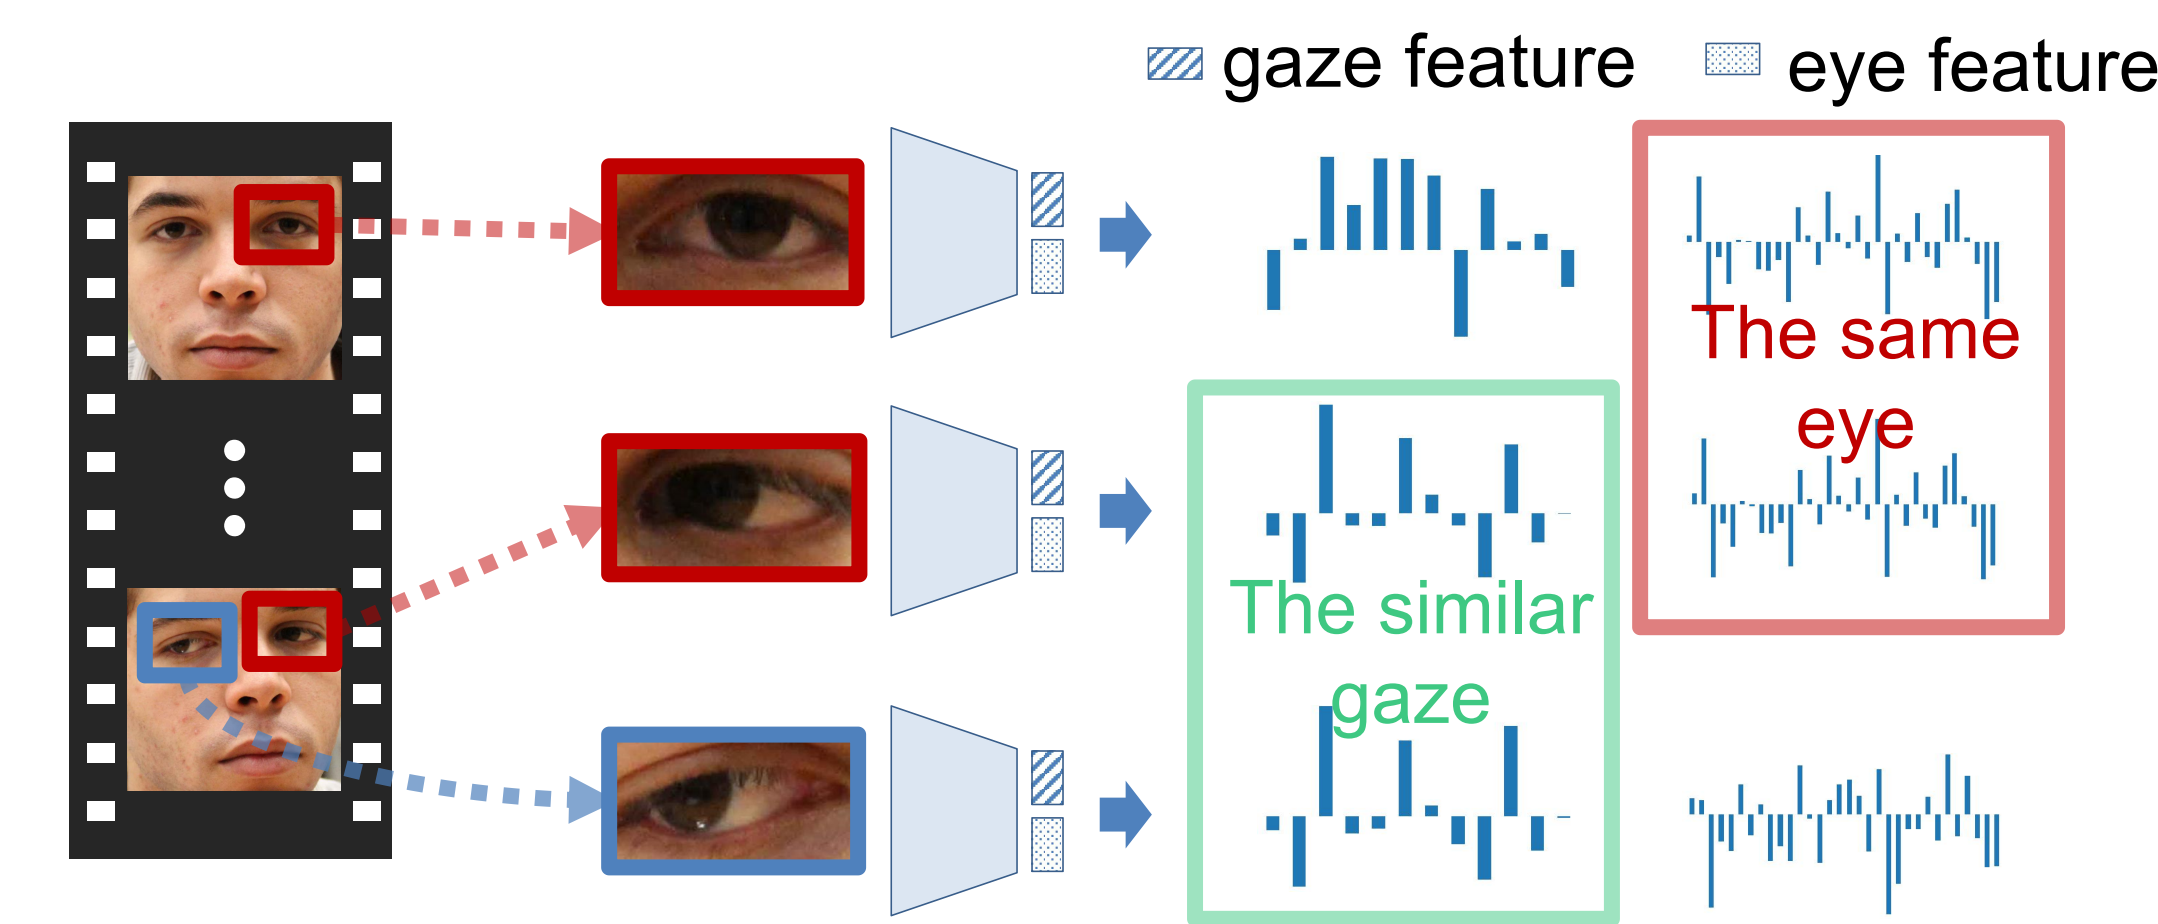 gaze feature
eye feature
The same
eye
The similar
gaze